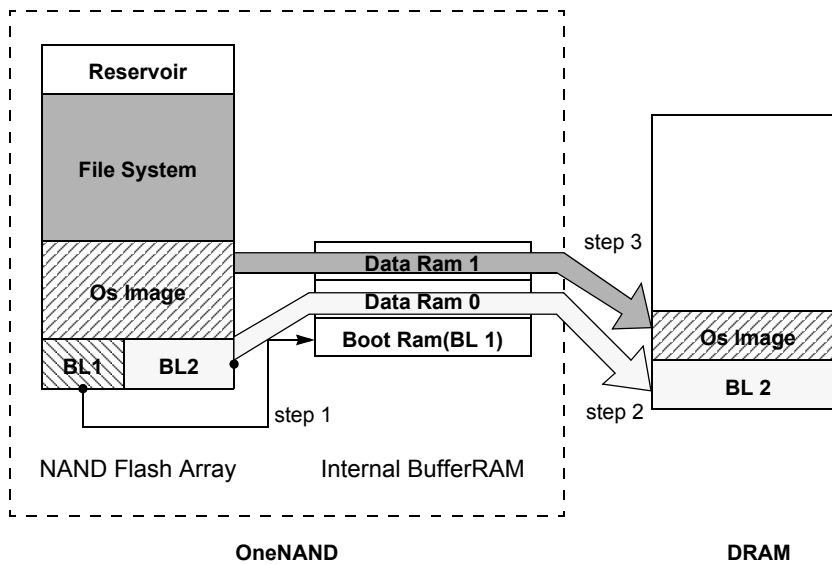 Reservoir
File System
step 3
Data Ram 1
Os Image
Data Ram 0
Boot Ram(BL 1)
Os Image
BL1
BL2
BL 2
step 1
step 2
NAND Flash Array
Internal BufferRAM
OneNAND
DRAM